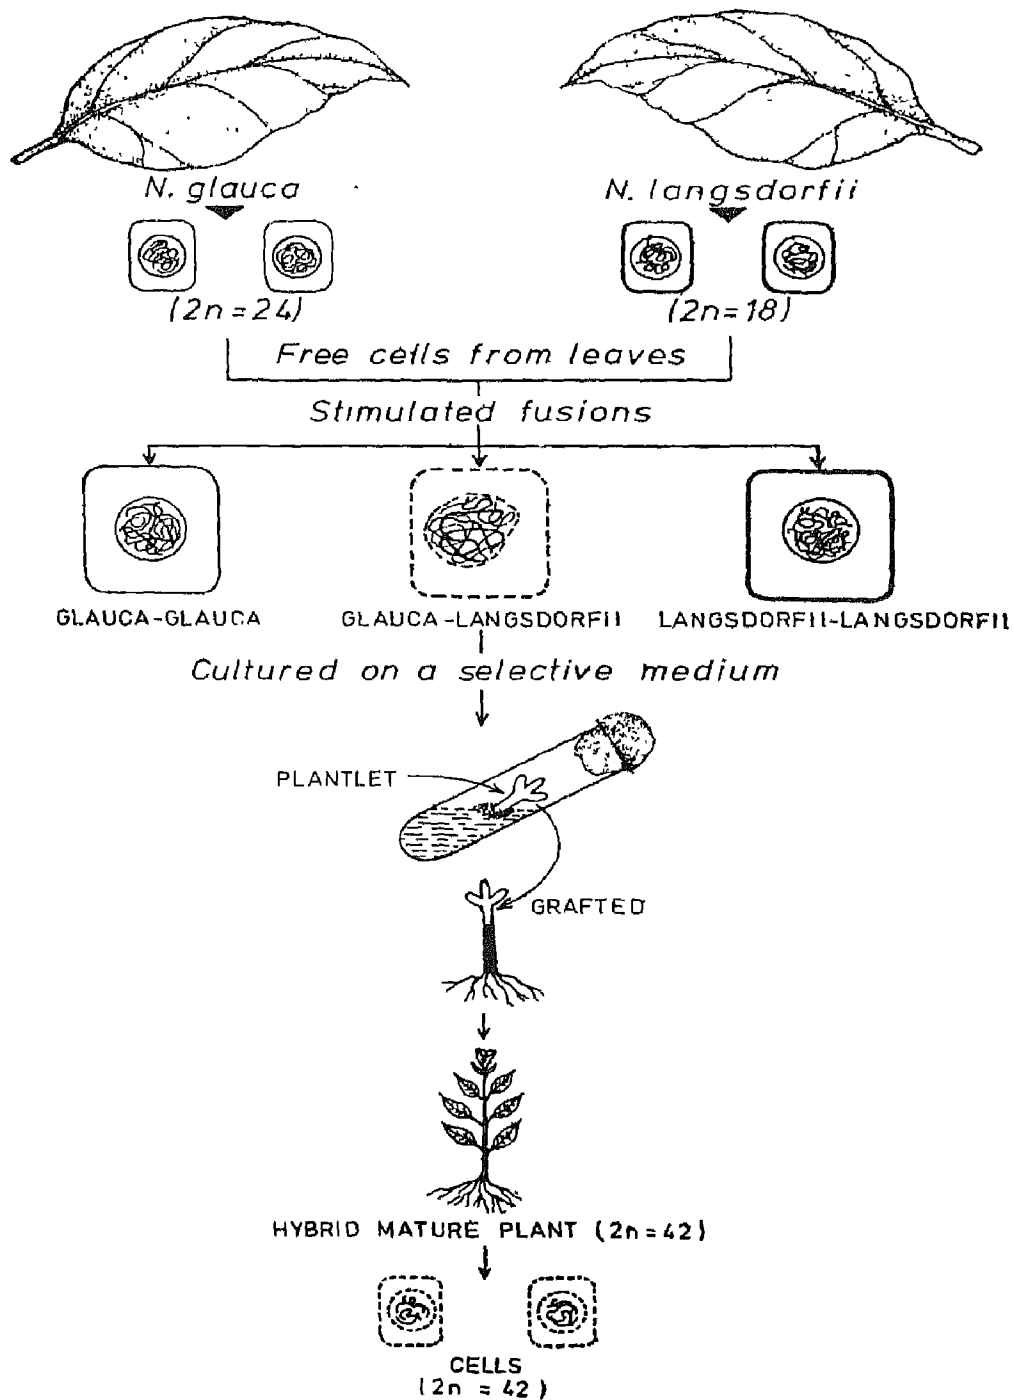 N. glauca
N. langsdorfii
(2n=24)
(2n=18)
Free cells from leaves
Stimulated fusions
GLAUCA-GLAUCA
GLAUCA-LANGSDORFII
LANGSDORFII-LANGSDORFII
Cultured on a selective medium
PLANTLET
GRAFTED
HYBRID MATURE PLANT (2n=42)
CELLS
(2n = 42)